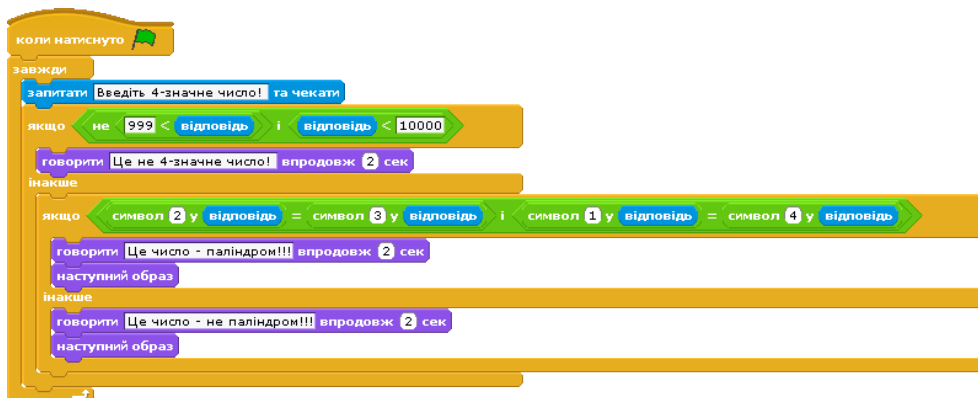 коли натиснуто
завжди
запитати Введіть 4-значне число! та чекати
якщо не 999 < відповідь і відповідь < 10000
говорити Це не 4-значне число! впродовж 2 сек
інакше
якщо символ 2 у відповідь = символ 3 у відповідь і символ 1 у відповідь = символ 4 у відповідь
говорити Це число - паліндром!!! впродовж 2 сек
наступний образ
інакше
говорити Це число - не паліндром!!! впродовж 2 сек
наступний образ